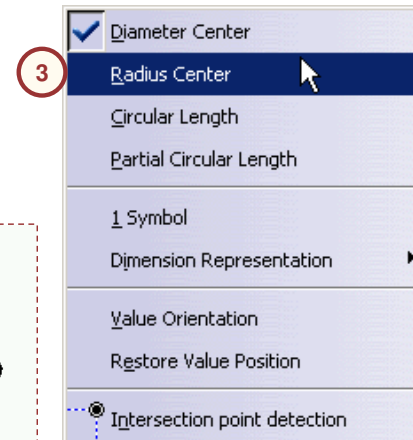 Diameter Center
3
Radius Center
Circular Length
Partial Circular Length
1 Symbol
Dimension Representation
Value Orientation
Restore Value Position
Intersection point detection